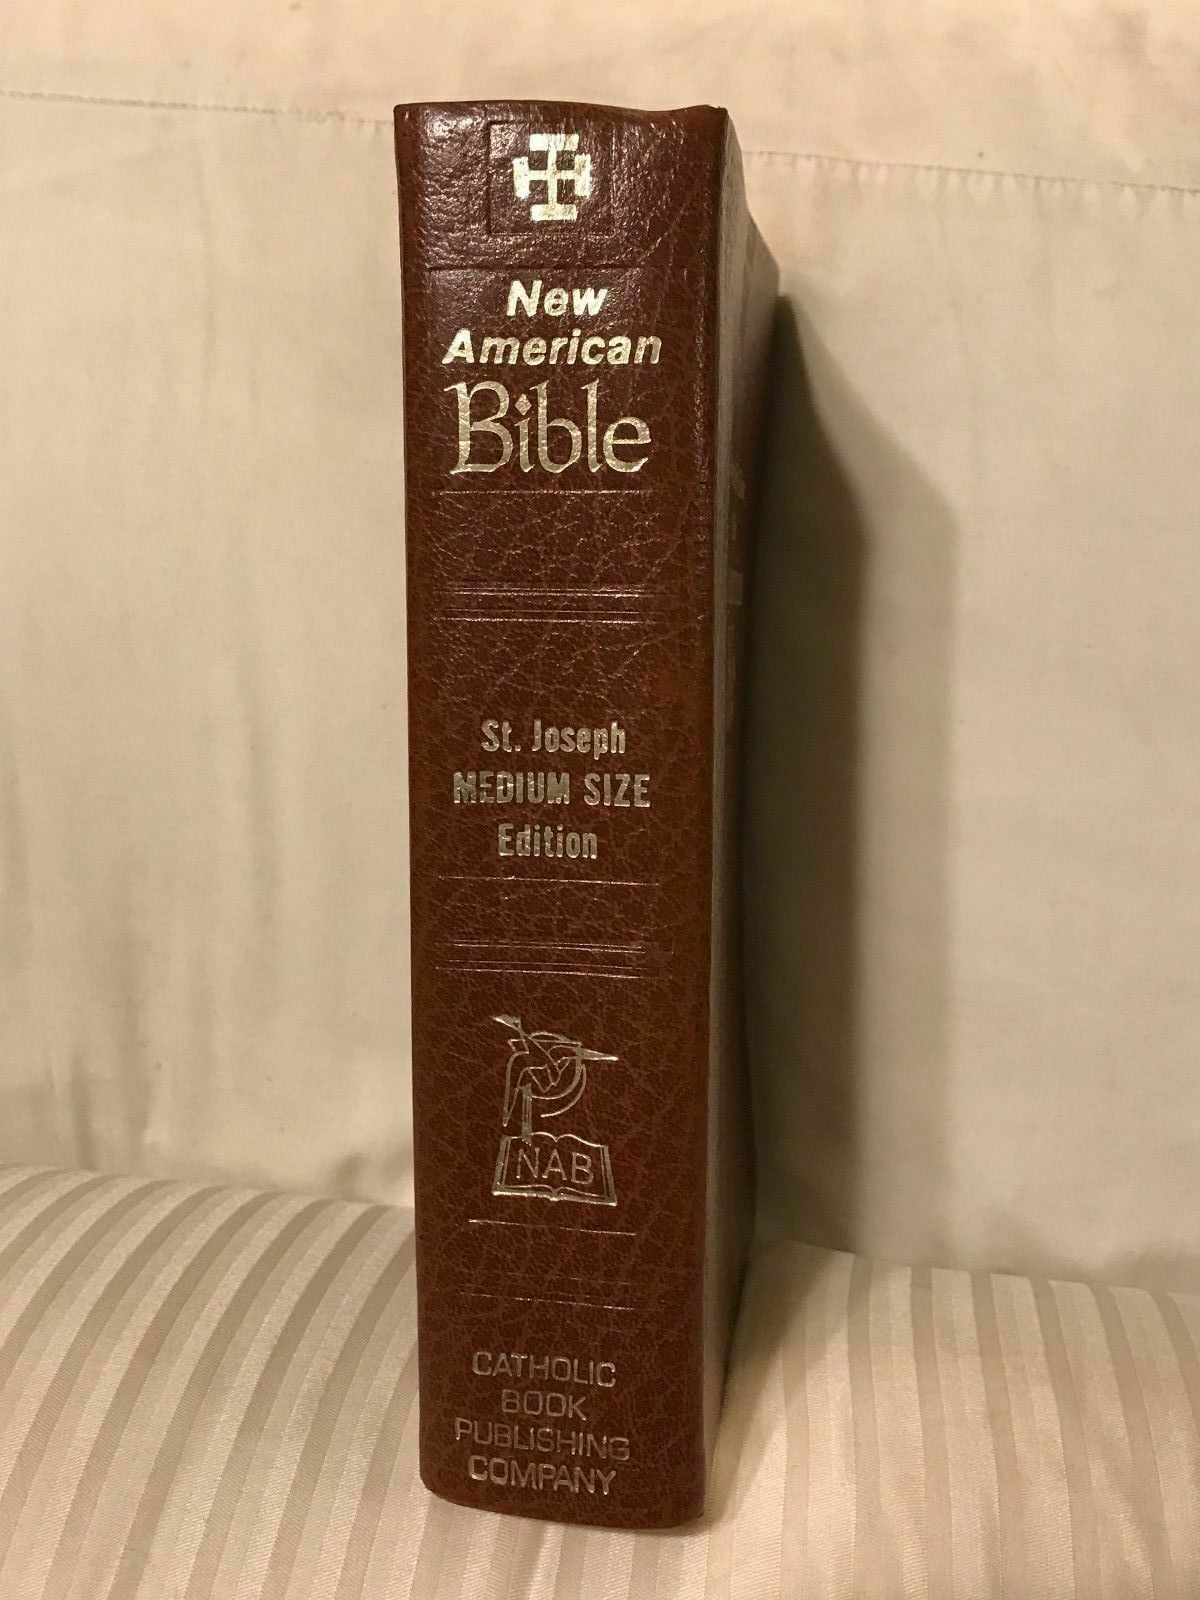 New
American
Bible
St. Joseph
MEDIUM SIZE
Edition
NAB
CATHOLIC
BOOK
PUBLISHING
COMPANY